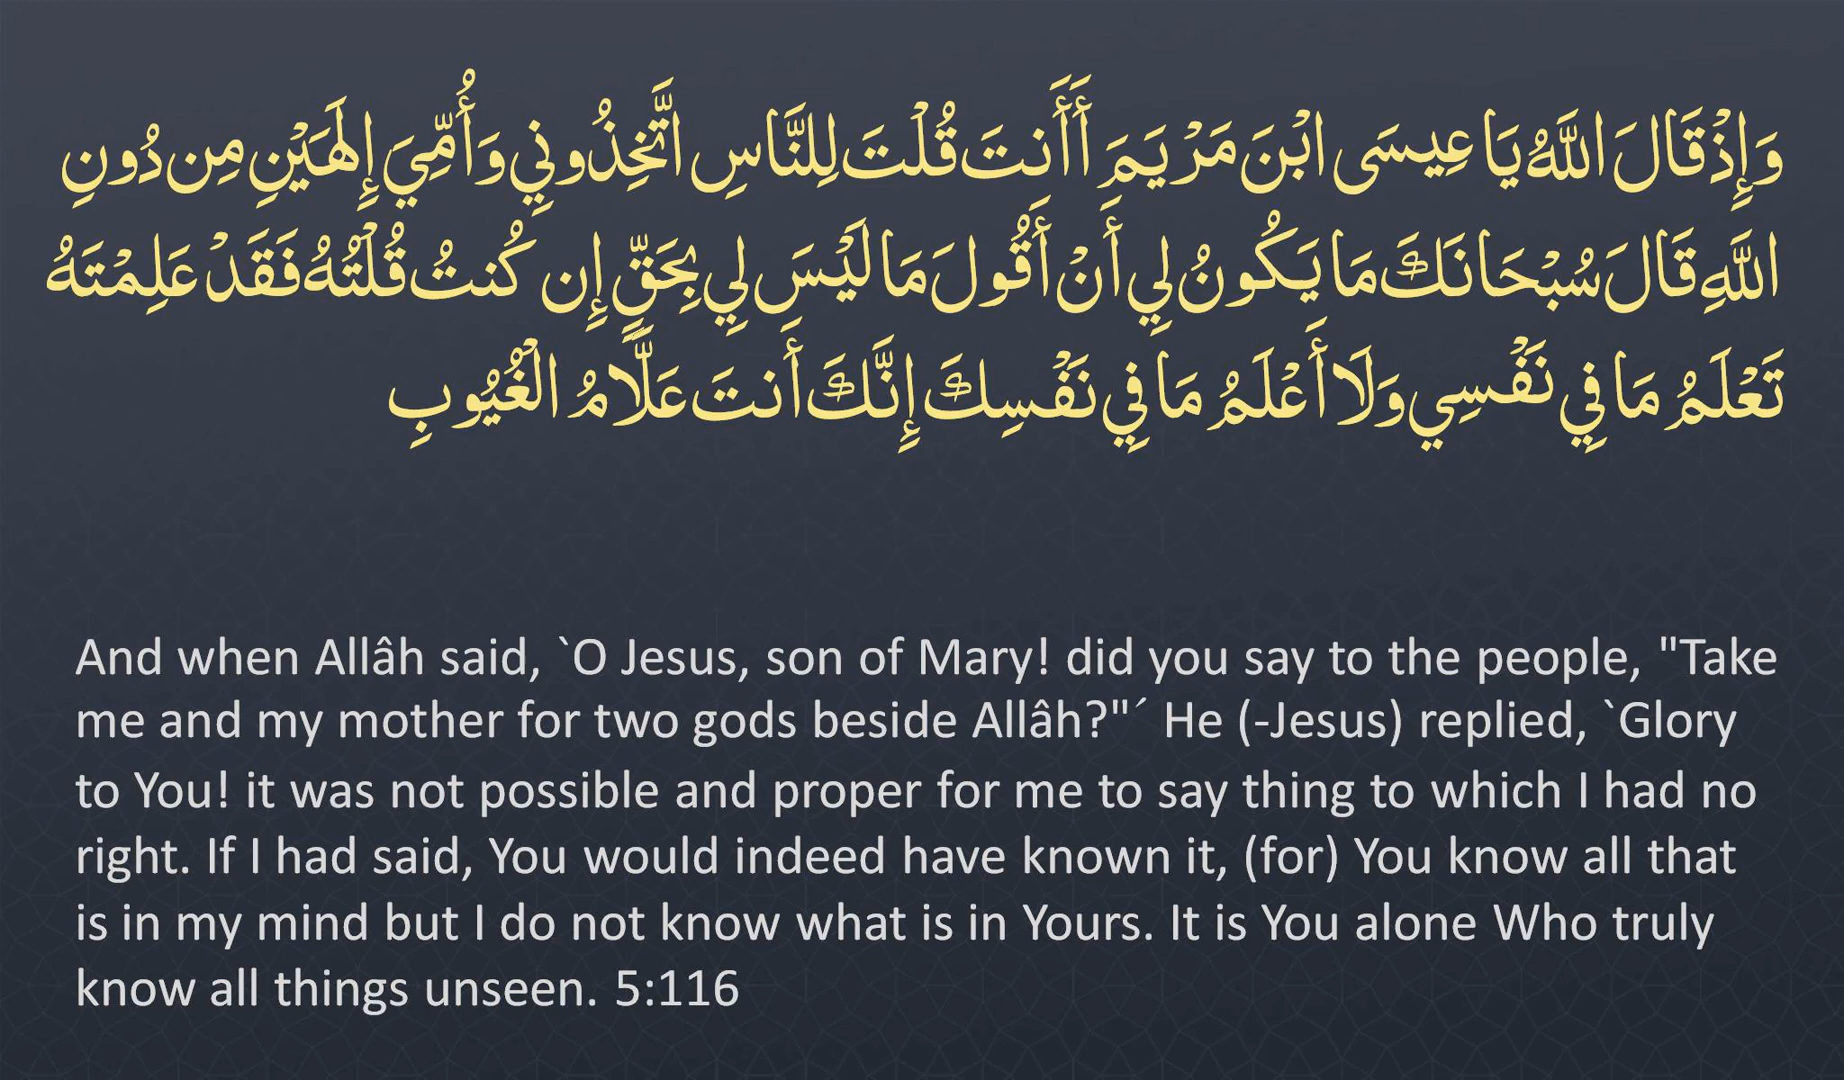 وَإِذْ قَالَ اللَّهُ يَا عِيسَى ابْنَ مَرْيَمَ أَأَنتَ قُلْتَ لِلنَّاسِ اتَّخِذُونِي وَأُمِّيَ إِلَٰهَيْنِ مِن دُونِ
اللَّهِ قَالَ سُبْحَانَكَ مَا يَكُونُ لِي أَنْ أَقُولَ مَا لَيْسَ لِي بِحَقٍّ إِن كُنتُ قُلْتُهُ فَقَدْ عَلِمْتَهُ
تَعْلَمُ مَا فِي نَفْسِي وَلَا أَعْلَمُ مَا فِي نَفْسِكَ إِنَّكَ أَنتَ عَلَّامُ الْغُيُوبِ
And when Allâh said, `O Jesus, son of Mary! did you say to the people, "Take
me and my mother for two gods beside Allâh?"´ He (-Jesus) replied, `Glory
to You! it was not possible and proper for me to say thing to which I had no
right. If I had said, You would indeed have known it, (for) You know all that
is in my mind but I do not know what is in Yours. It is You alone Who truly
know all things unseen. 5:116